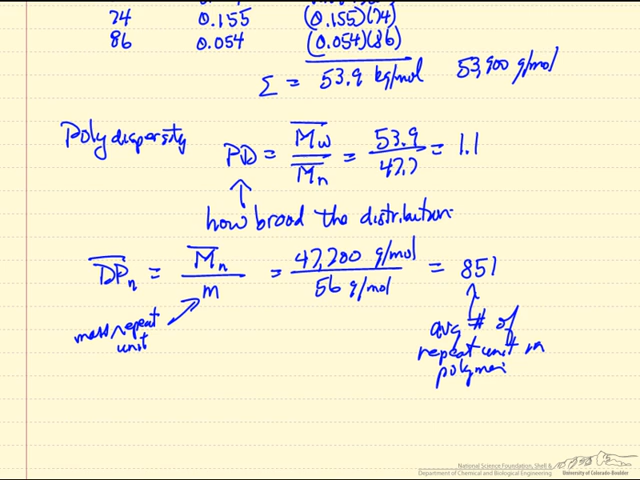 74 0.155 (0.155)(74)
86 0.054 (0.054)(86)
Σ = 53.9 kg/mol 53,900 g/mol
Polydispersity PD = M̅w / M̅n = 53.9 / 47.7 = 1.1
how broad the distribution
D̅P̅n = M̅n / m = 47,700 g/mol / 56 g/mol = 851
mass repeat
unit
avg # of
repeat unit in
polymer
National Science Foundation, Shell &
Department of Chemical and Biological Engineering
University of Colorado Boulder